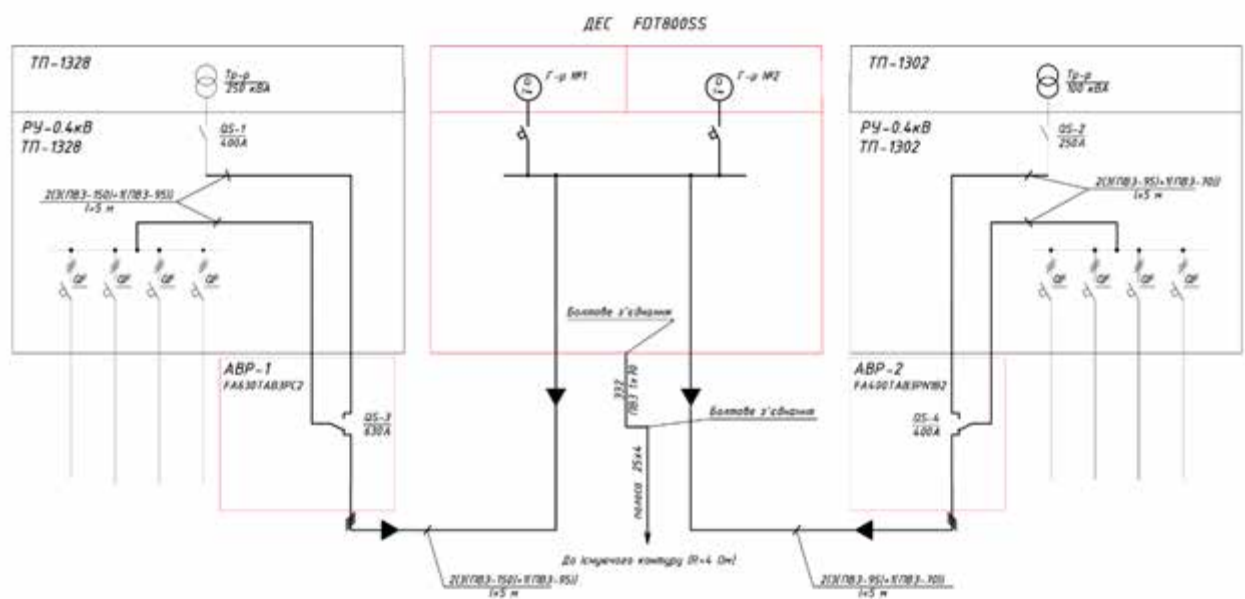 ДЕС FDT800SS
ТП-1328
Тр-р
250 кВА
РУ-0.4кВ
ТП-1328
QS-1
400А
2(3(ПВЗ-150)+1(ПВЗ-95))
l=5 м
QF
QF
QF
QF
АВР-1
FA630TAB3PC2
QS-3
630А
2(3(ПВЗ-150)+1(ПВЗ-95))
l=5 м
Г-р №1
Г-р №2
Болтове з'єднання
ПВЗ 1х70
Болтове з'єднання
полоса 25х4
До існуючого контуру (R=4 Ом)
ТП-1302
Тр-р
100 кВА
РУ-0.4кВ
ТП-1302
QS-2
250А
2(3(ПВЗ-95)+1(ПВЗ-70))
l=5 м
QF
QF
QF
QF
АВР-2
QS-4
400А
2(3(ПВЗ-95)+1(ПВЗ-70))
l=5 м